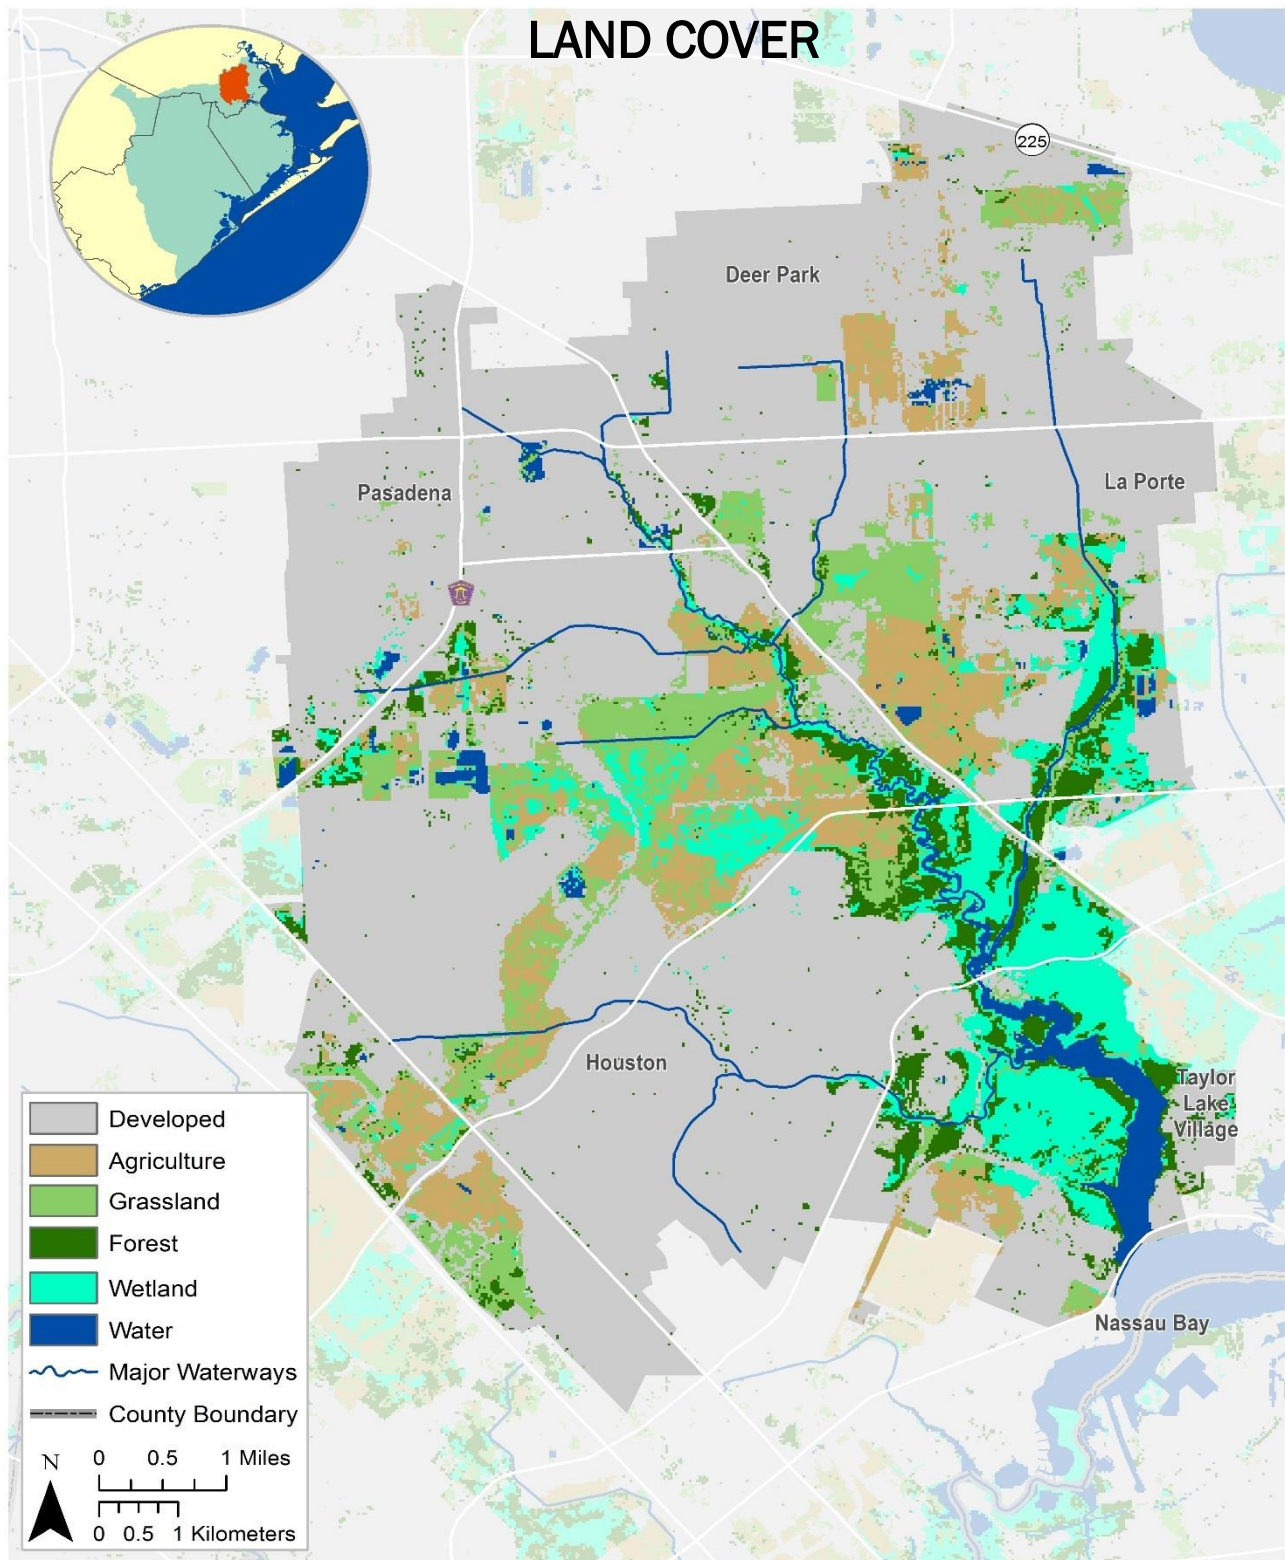 LAND COVER
225
Deer Park
Pasadena
La Porte
Houston
Taylor
Lake
Village
Nassau Bay
Developed
Agriculture
Grassland
Forest
Wetland
Water
Major Waterways
County Boundary
N
0 0.5 1 Miles
0 0.5 1 Kilometers